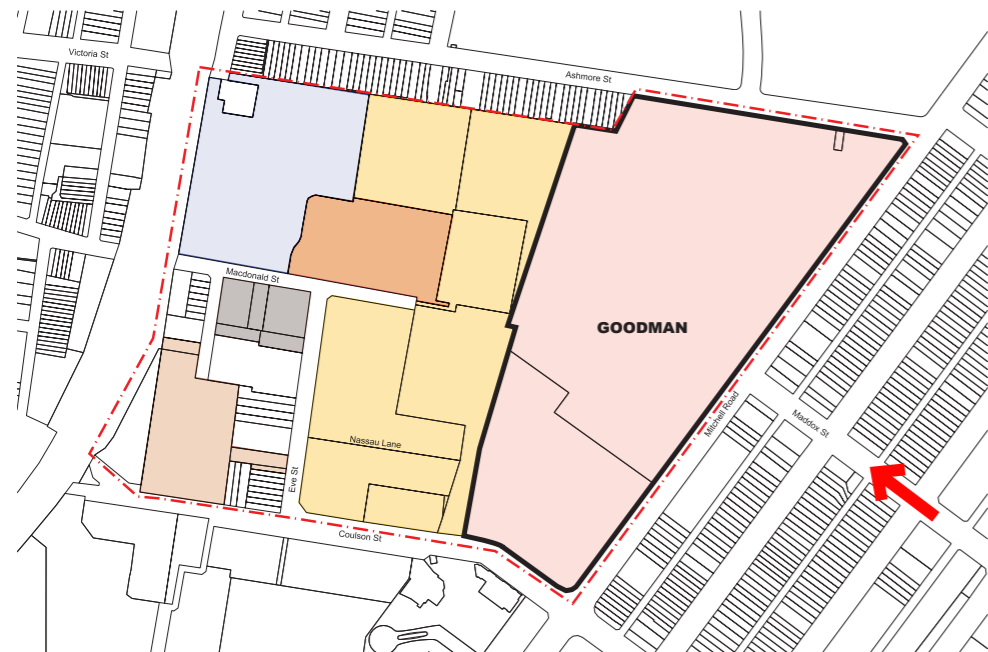 Victoria St
Ashmore St
Macdonald St
GOODMAN
Mitchell Road
Maddox St
Nassau Lane
Eve St
Coulson St